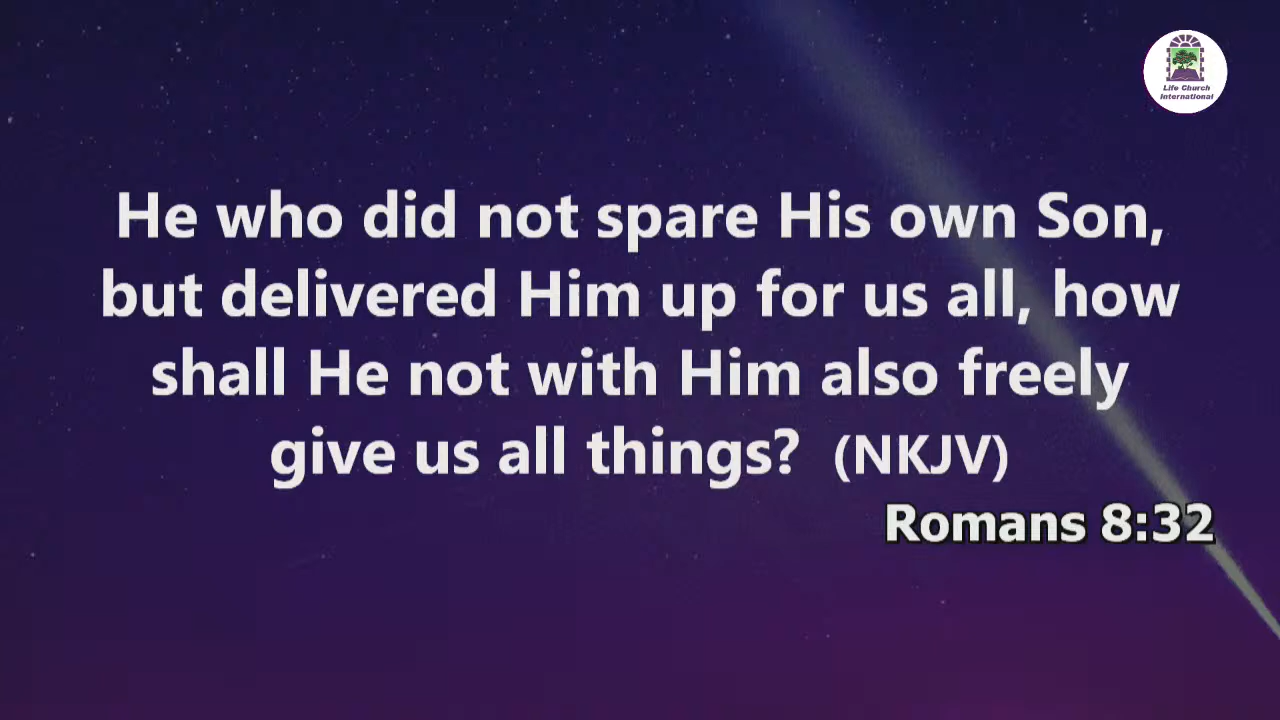 Life Church
International
He who did not spare His own Son,
but delivered Him up for us all, how
shall He not with Him also freely
give us all things? (NKJV)
Romans 8:32